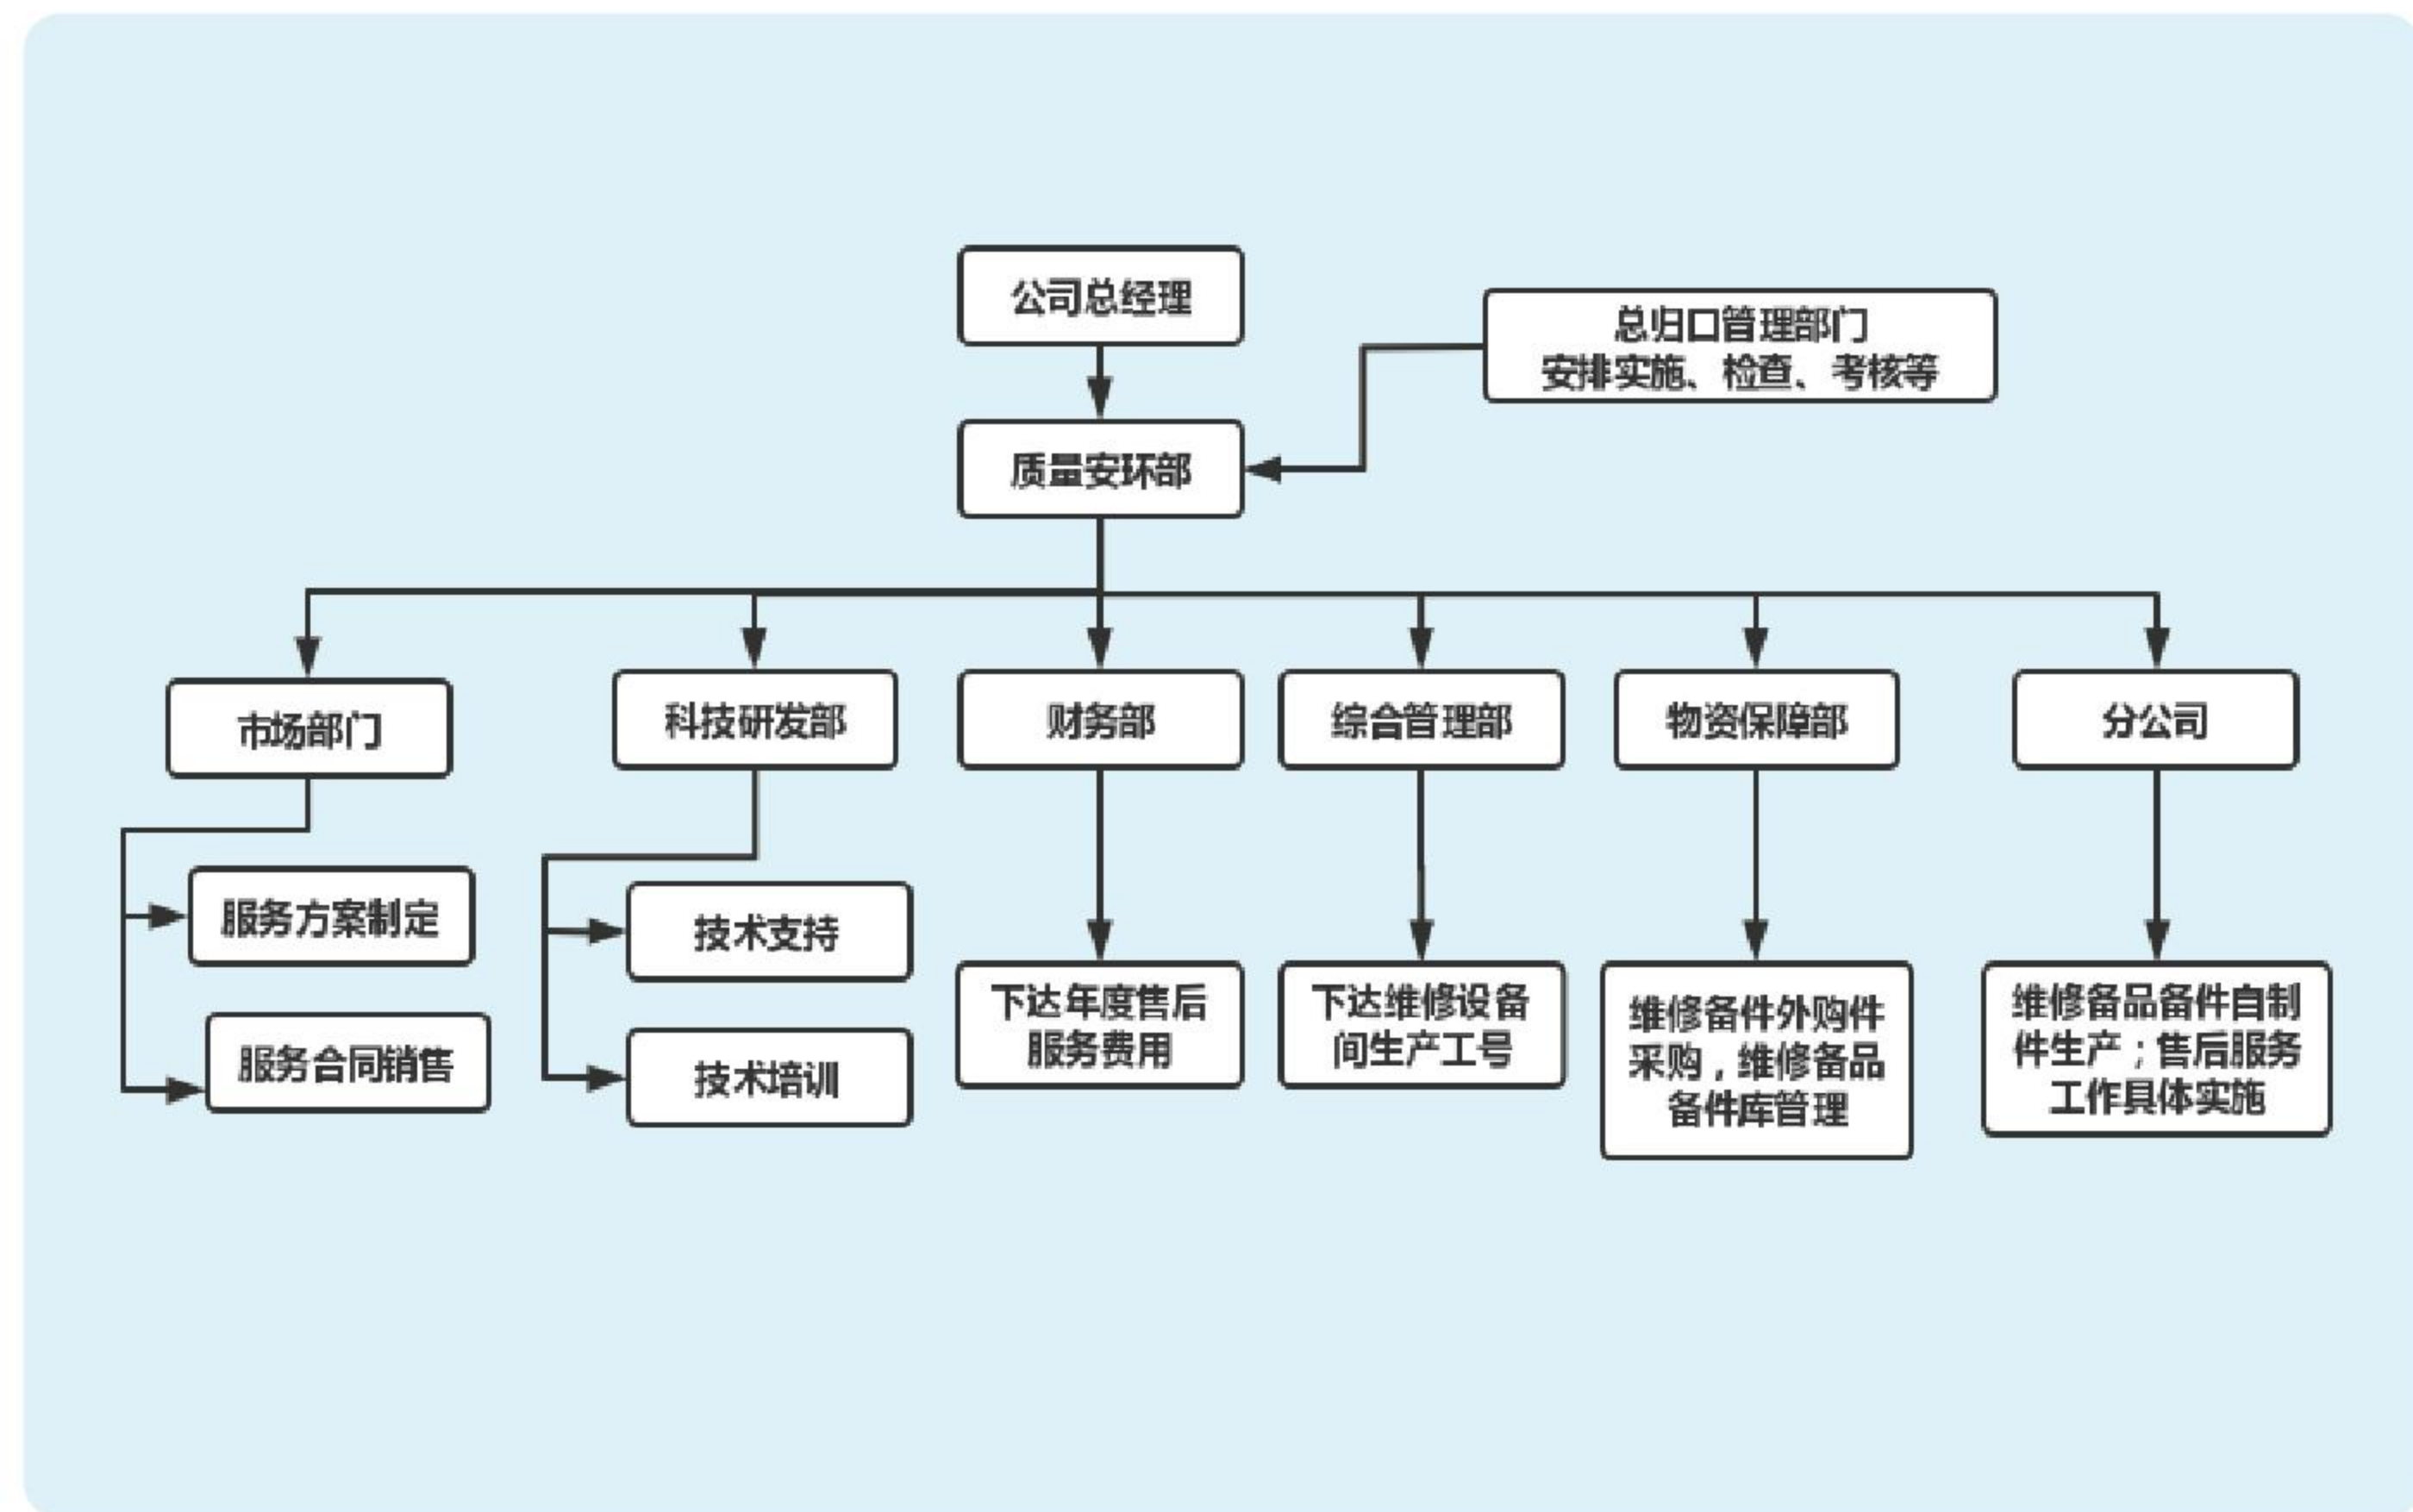 公司总经理
总归口管理部门
安排实施、检查、考核等
质量安环部
市场部门
科技研发部
财务部
综合管理部
物资保障部
分公司
服务方案制定
服务合同销售
技术支持
技术培训
下达年度售后
服务费用
下达维修设备
间生产工号
维修备件外购件
采购，维修备品
备件库管理
维修备品备件自制
件生产；售后服务
工作具体实施